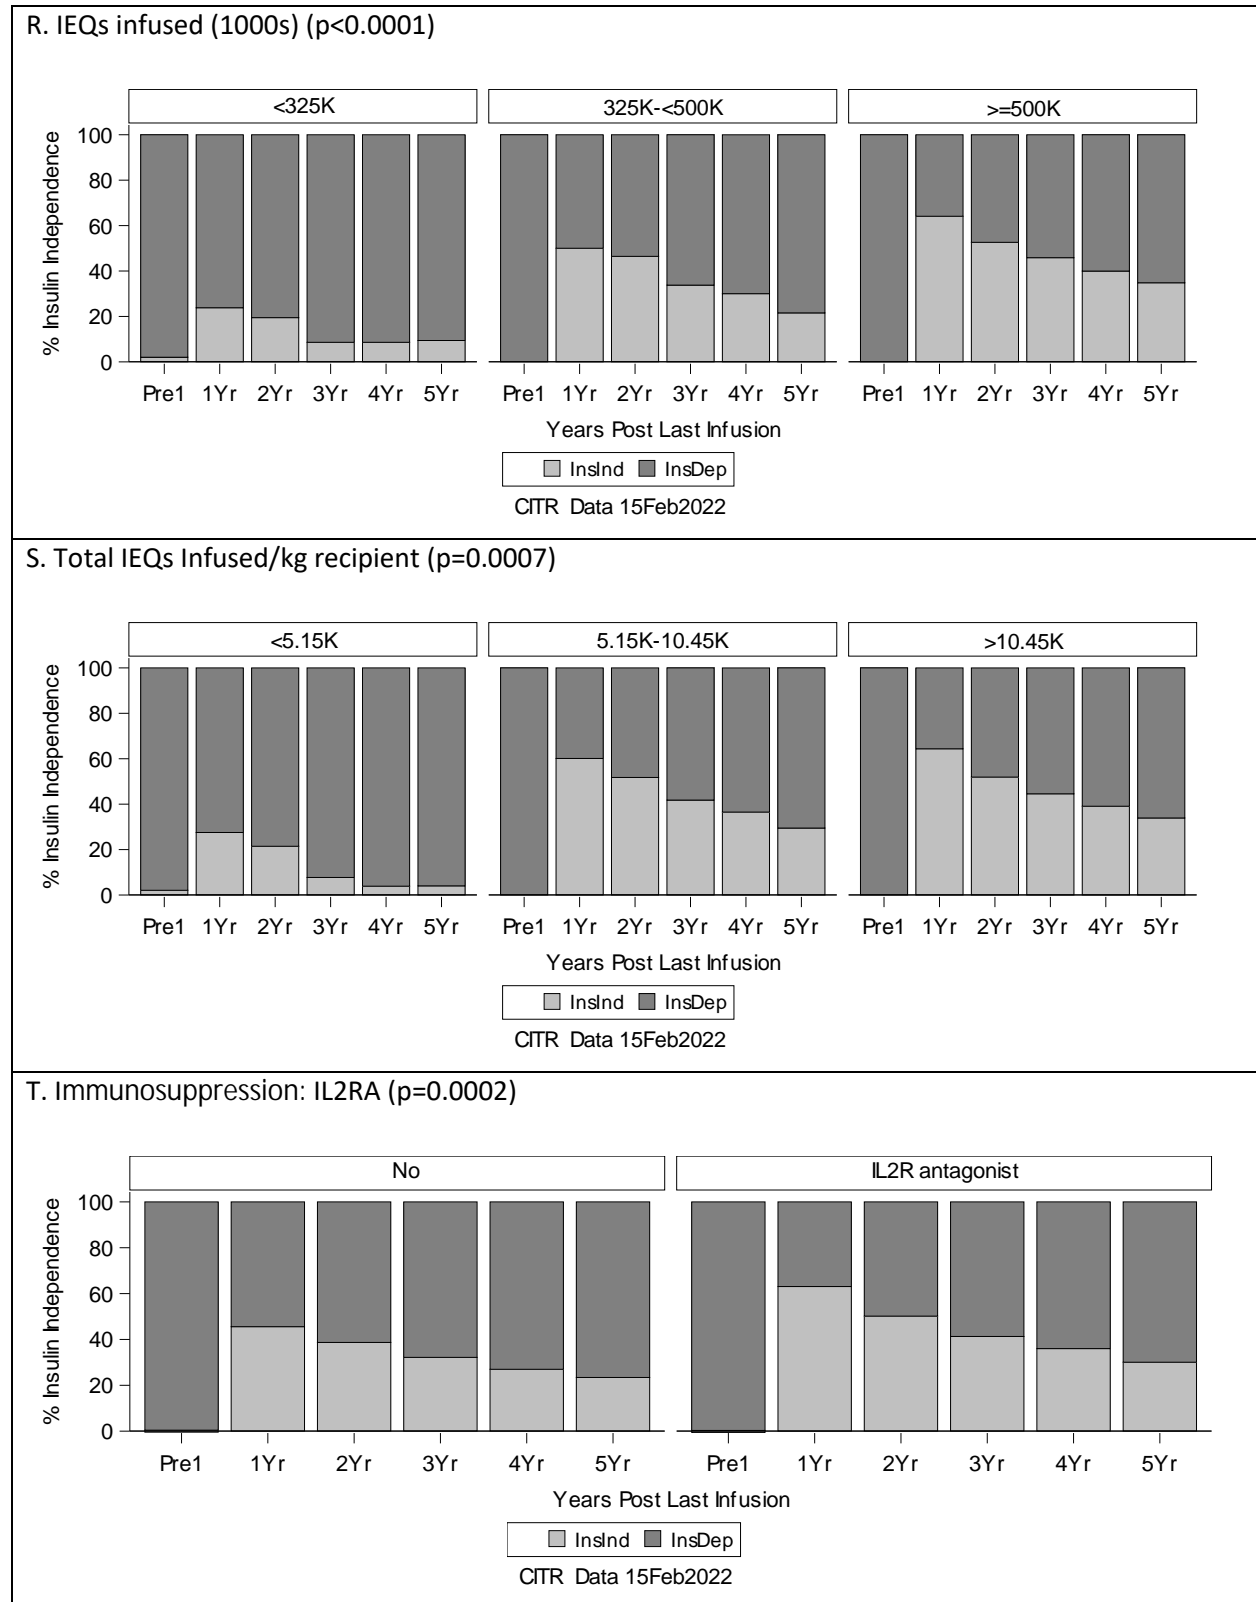 R. IEQs infused (1000s) (p<0.0001)
<325K 325K-<500K >=500K
% Insulin Independence
100
80
60
40
20
0
Pre1 1Yr 2Yr 3Yr 4Yr 5Yr Pre1 1Yr 2Yr 3Yr 4Yr 5Yr Pre1 1Yr 2Yr 3Yr 4Yr 5Yr
Years Post Last Infusion
InsInd InsDep
CITR Data 15Feb2022
S. Total IEQs Infused/kg recipient (p=0.0007)
<5.15K 5.15K-10.45K >10.45K
% Insulin Independence
100
80
60
40
20
0
Pre1 1Yr 2Yr 3Yr 4Yr 5Yr Pre1 1Yr 2Yr 3Yr 4Yr 5Yr Pre1 1Yr 2Yr 3Yr 4Yr 5Yr
Years Post Last Infusion
InsInd InsDep
CITR Data 15Feb2022
T. Immunosuppression: IL2RA (p=0.0002)
No IL2R antagonist
% Insulin Independence
100
80
60
40
20
0
Pre1 1Yr 2Yr 3Yr 4Yr 5Yr Pre1 1Yr 2Yr 3Yr 4Yr 5Yr
Years Post Last Infusion
InsInd InsDep
CITR Data 15Feb2022